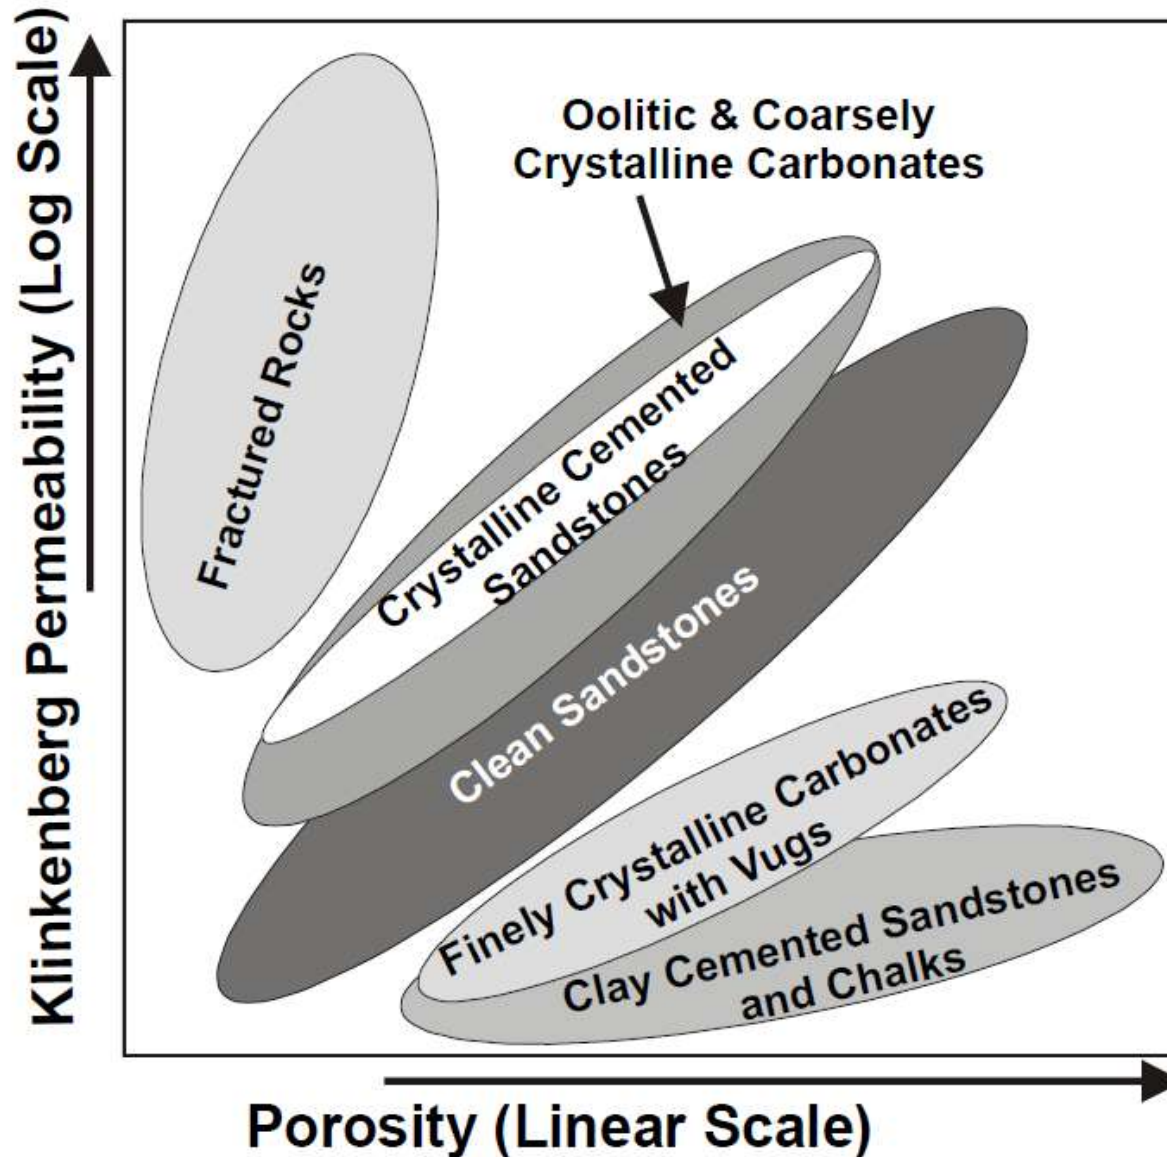 Klinkenberg Permeability (Log Scale)
Oolitic & Coarsely
Crystalline Carbonates
Fractured Rocks
Crystalline Cemented
Sandstones
Clean Sandstones
Finely Crystalline Carbonates
with Vugs
Clay Cemented Sandstones
and Chalks
Porosity (Linear Scale)